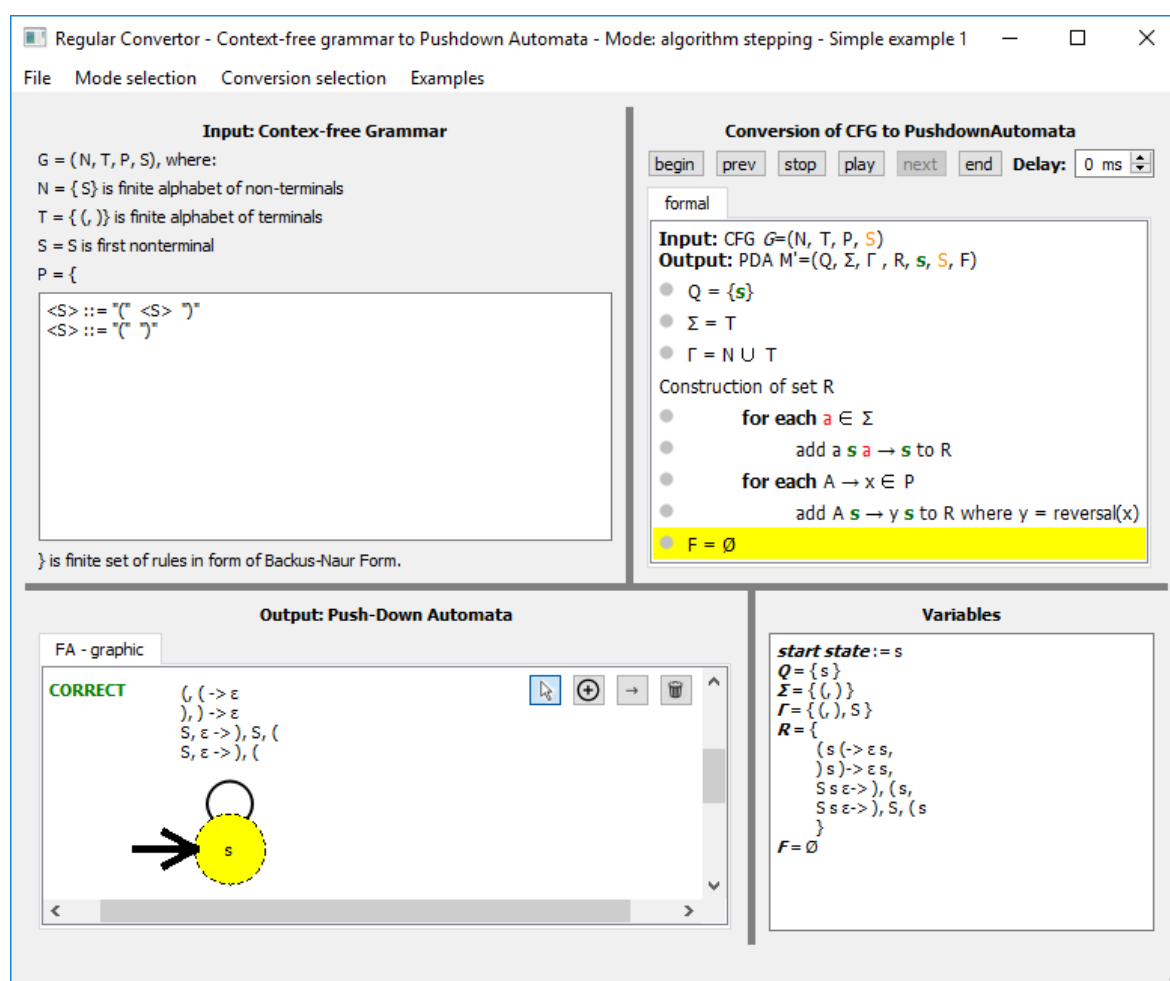 Regular Convertor - Context-free grammar to Pushdown Automata - Mode: algorithm stepping - Simple example 1
File Mode selection Conversion selection Examples
Input: Contex-free Grammar
G = (N, T, P, S), where:
N = { S} is finite alphabet of non-terminals
T = { (, )} is finite alphabet of terminals
S = S is first nonterminal
P = {
<S> ::= "(" <S> ")"
<S> ::= "(" ")"
} is finite set of rules in form of Backus-Naur Form.
Conversion of CFG to PushdownAutomata
begin prev stop play next end Delay: 0 ms
formal
Input: CFG G=(N, T, P, S)
Output: PDA M'=(Q, Σ, Γ , R, s, S, F)
Q = {s}
Σ = T
Γ = N ∪ T
Construction of set R
for each a ∈ Σ
add a s a → s to R
for each A → x ∈ P
add A s → y s to R where y = reversal(x)
F = Ø
Output: Push-Down Automata
FA - graphic
CORRECT
(, ( -> ε
), ) -> ε
S, ε -> ), S, (
S, ε -> ), (
s
Variables
start state := s
Q = { s }
Σ = { (, ) }
Γ = { (, ), S }
R = {
( s (-> ε s,
) s )-> ε s,
S s ε-> ), ( s,
S s ε-> ), S, ( s
}
F = Ø